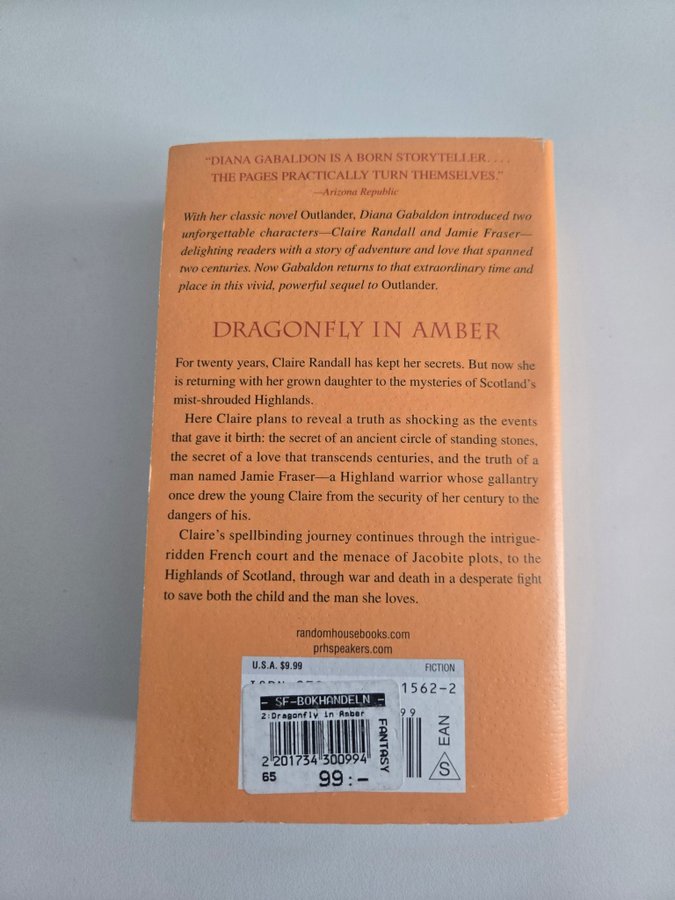 “DIANA GABALDON IS A BORN STORYTELLER. . . .
THE PAGES PRACTICALLY TURN THEMSELVES.”
—Arizona Republic
With her classic novel Outlander, Diana Gabaldon introduced two
unforgettable characters—Claire Randall and Jamie Fraser—
delighting readers with a story of adventure and love that spanned
two centuries. Now Gabaldon returns to that extraordinary time and
place in this vivid, powerful sequel to Outlander.
DRAGONFLY IN AMBER
For twenty years, Claire Randall has kept her secrets. But now she
is returning with her grown daughter to the mysteries of Scotland’s
mist-shrouded Highlands.
Here Claire plans to reveal a truth as shocking as the events
that gave it birth: the secret of an ancient circle of standing stones,
the secret of a love that transcends centuries, and the truth of a
man named Jamie Fraser—a Highland warrior whose gallantry
once drew the young Claire from the security of her century to the
dangers of his.
Claire’s spellbinding journey continues through the intrigue-
ridden French court and the menace of Jacobite plots, to the
Highlands of Scotland, through war and death in a desperate fight
to save both the child and the man she loves.
randomhousebooks.com
prhspeakers.com
U.S.A. $9.99 FICTION
1562-2
- SF-BOKHANDELN -
2:Dragonfly in Amber
99
FANTASY
2 201734 300994
65 99:-
S EAN